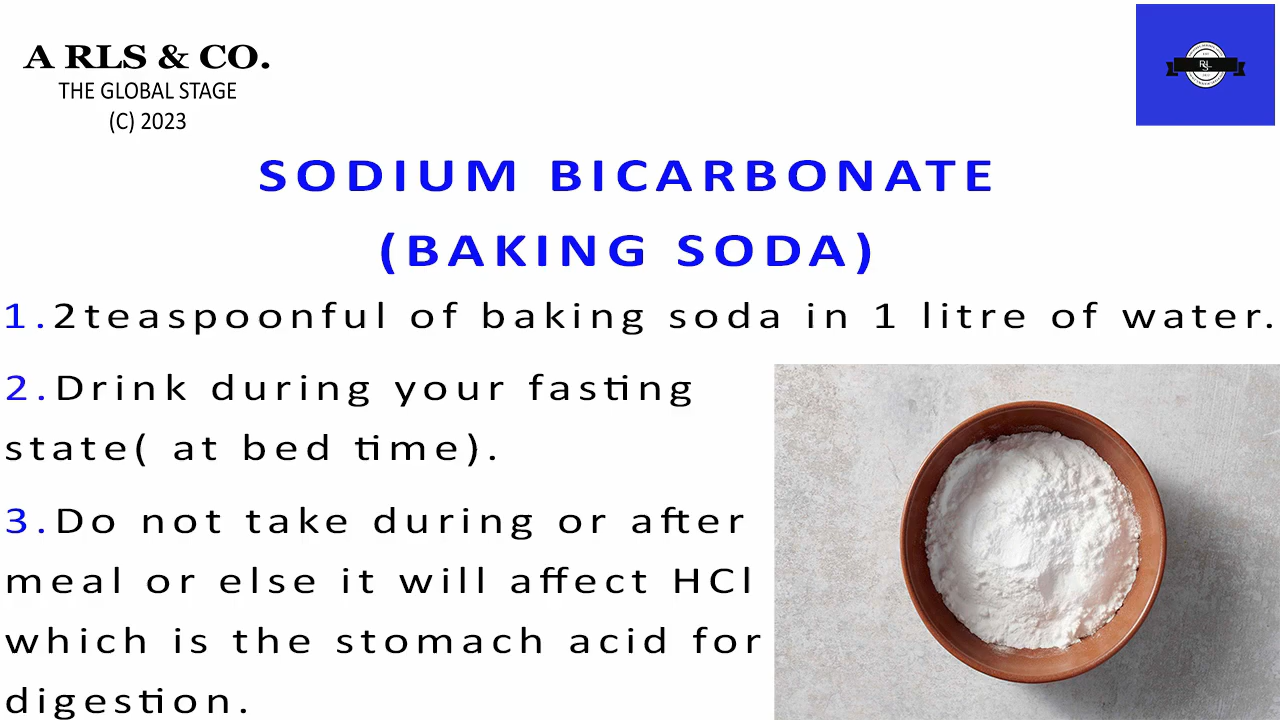 A RLS & CO.
THE GLOBAL STAGE
(C) 2023
RLS
SODIUM BICARBONATE
(BAKING SODA)
1.2teaspoonful of baking soda in 1 litre of water.
2.Drink during your fasting
state( at bed time).
3.Do not take during or after
meal or else it will affect HCl
which is the stomach acid for
digestion.